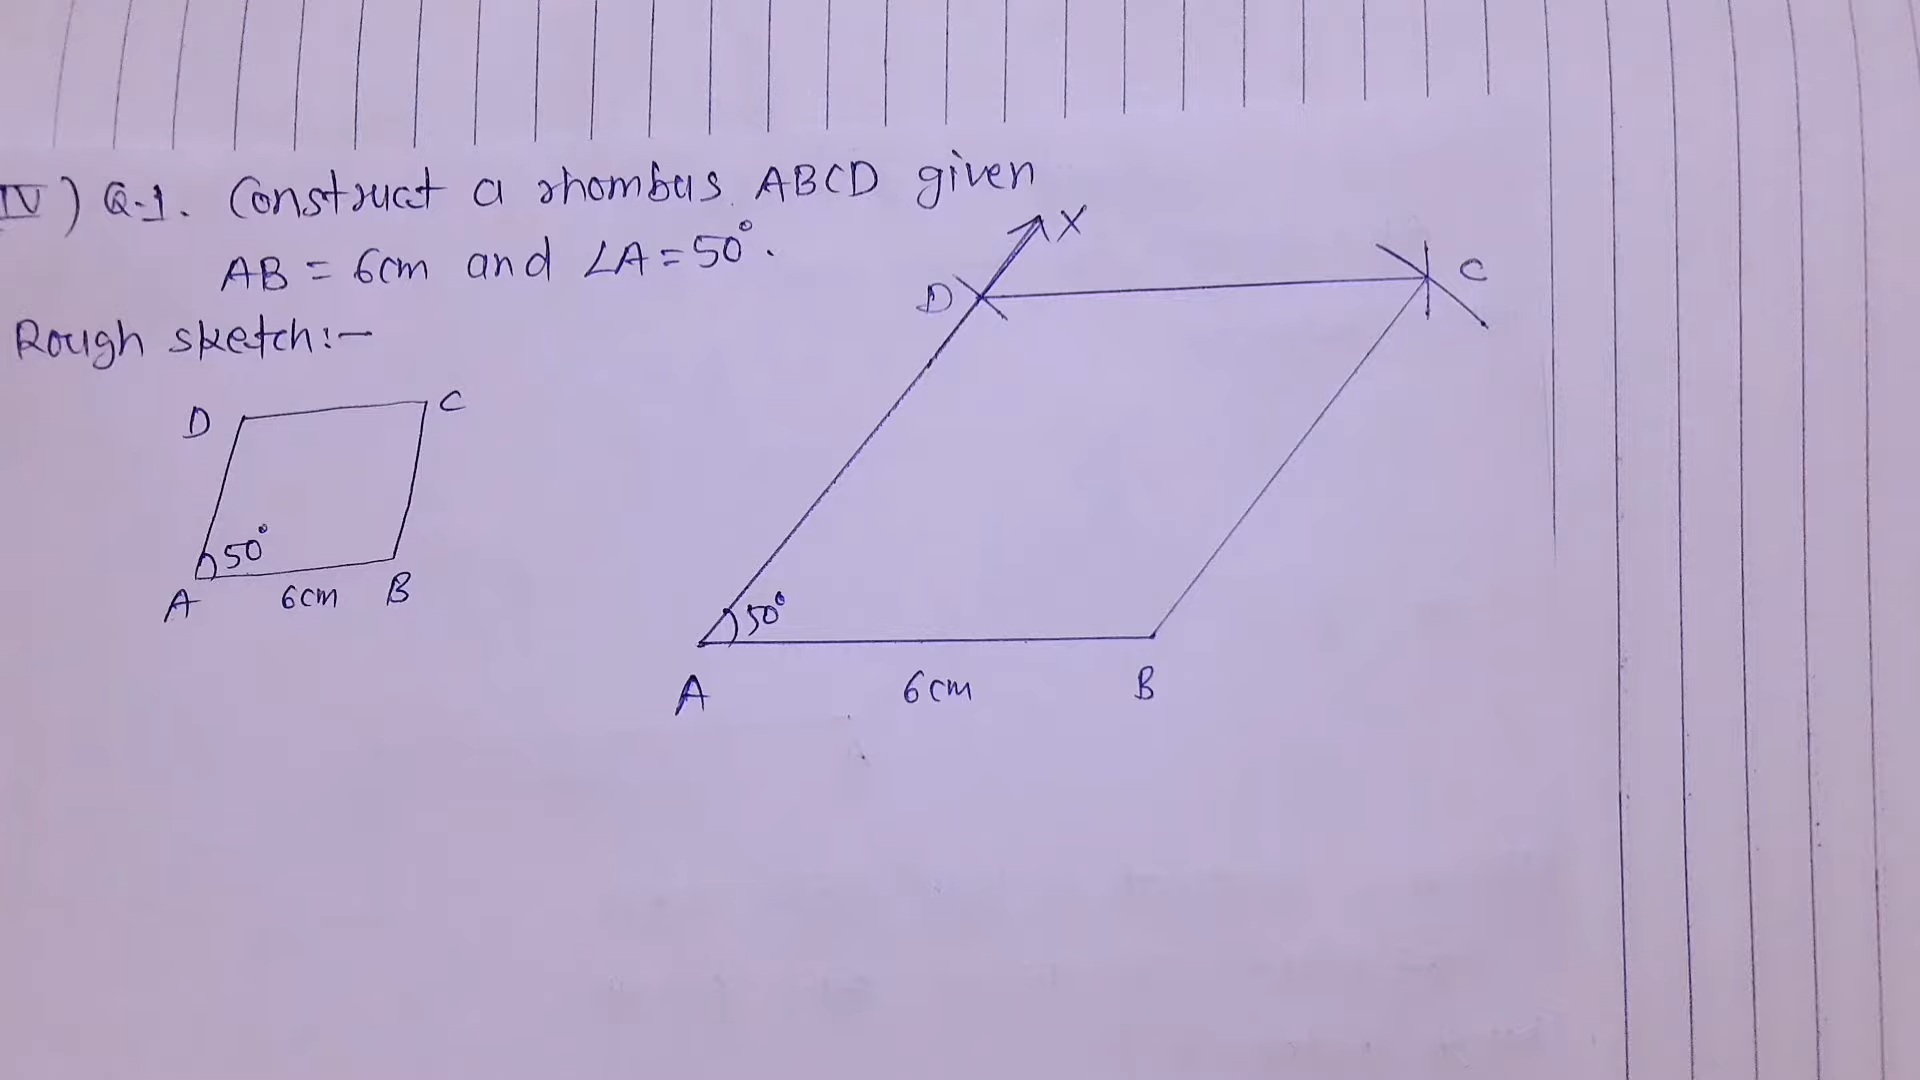 IV) Q.1. Construct a rhombus ABCD given
AB = 6cm and ∠A = 50°.
Rough sketch:-
D
C
50°
A
6cm
B
X
D
C
50°
A
6cm
B